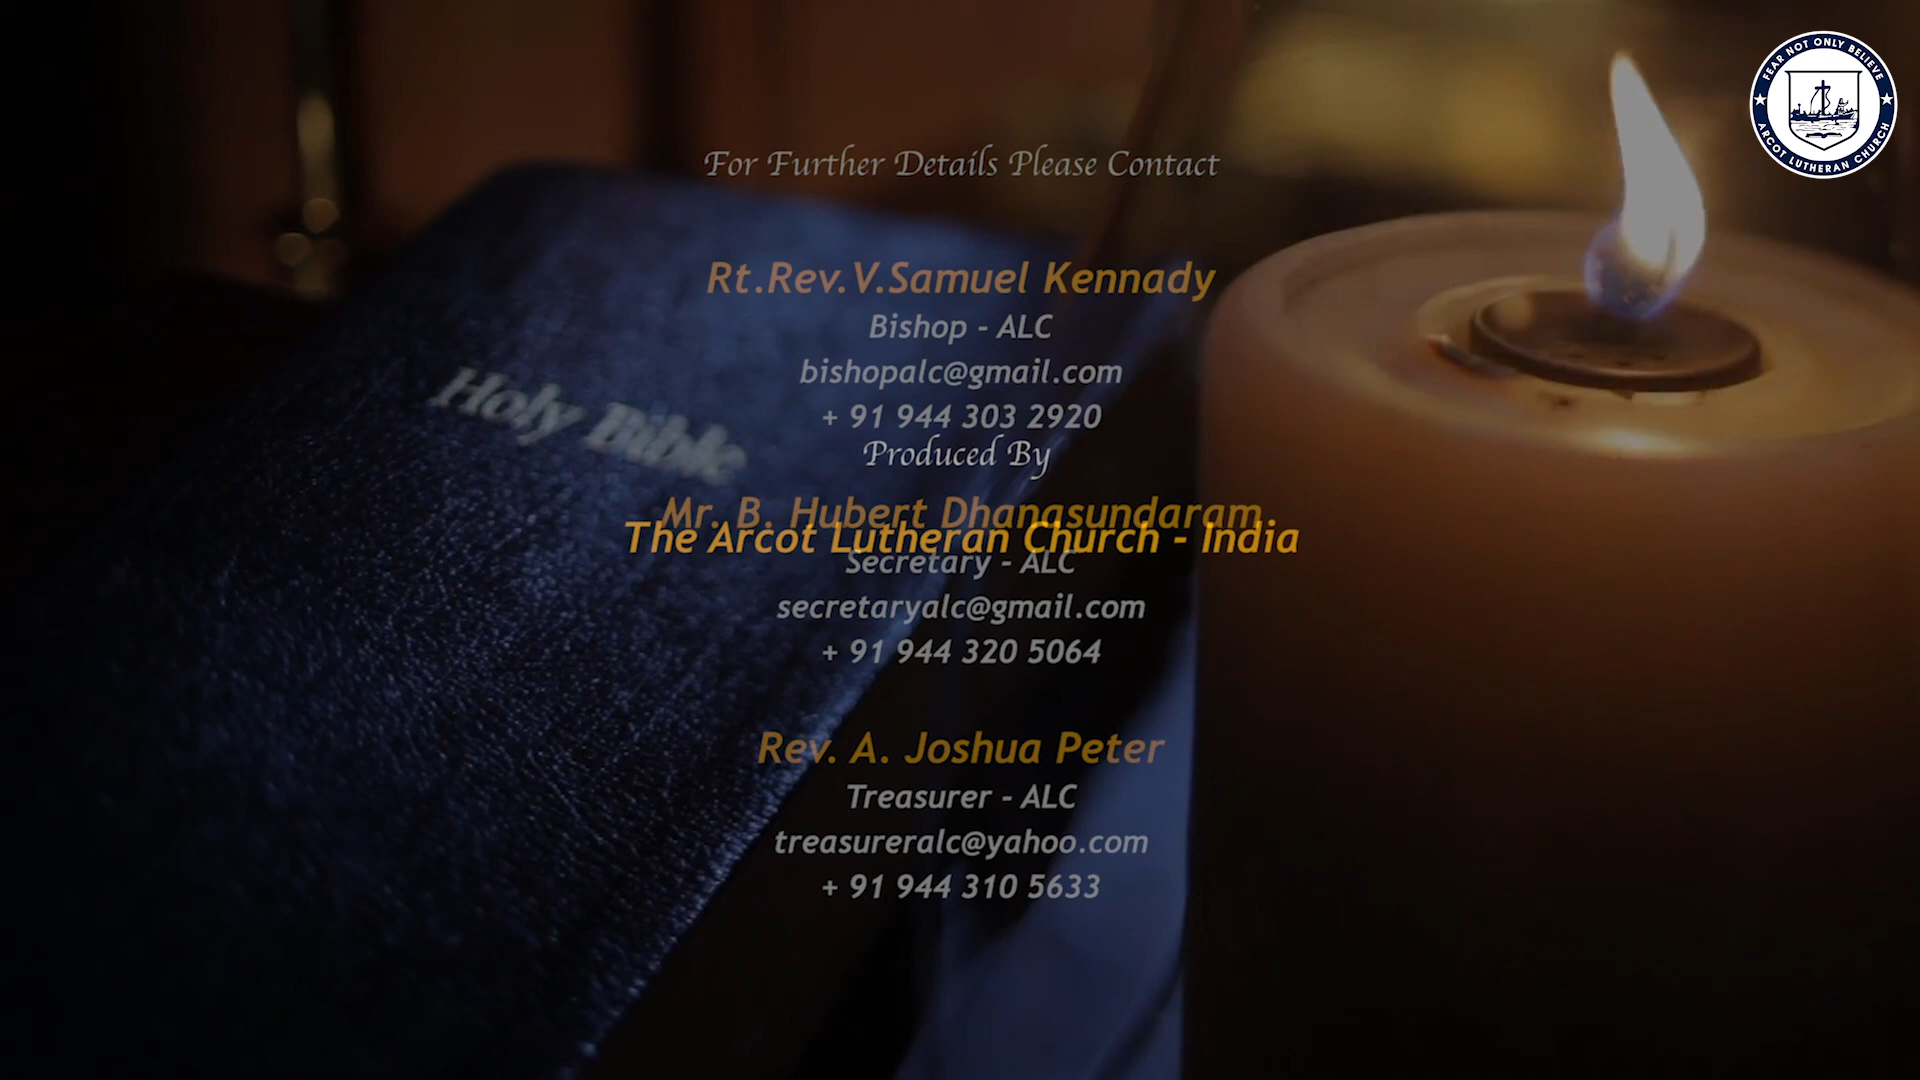 FEAR NOT ONLY BELIEVE
ARCOT LUTHERAN CHURCH
For Further Details Please Contact
Rt.Rev.V.Samuel Kennady
Bishop - ALC
bishopalc@gmail.com
+ 91 944 303 2920
Holy Bible
Produced By
Mr. B. Hubert Dhanasundaram
The Arcot Lutheran Church - India
Secretary - ALC
secretaryalc@gmail.com
+ 91 944 320 5064
Rev. A. Joshua Peter
Treasurer - ALC
treasureralc@yahoo.com
+ 91 944 310 5633